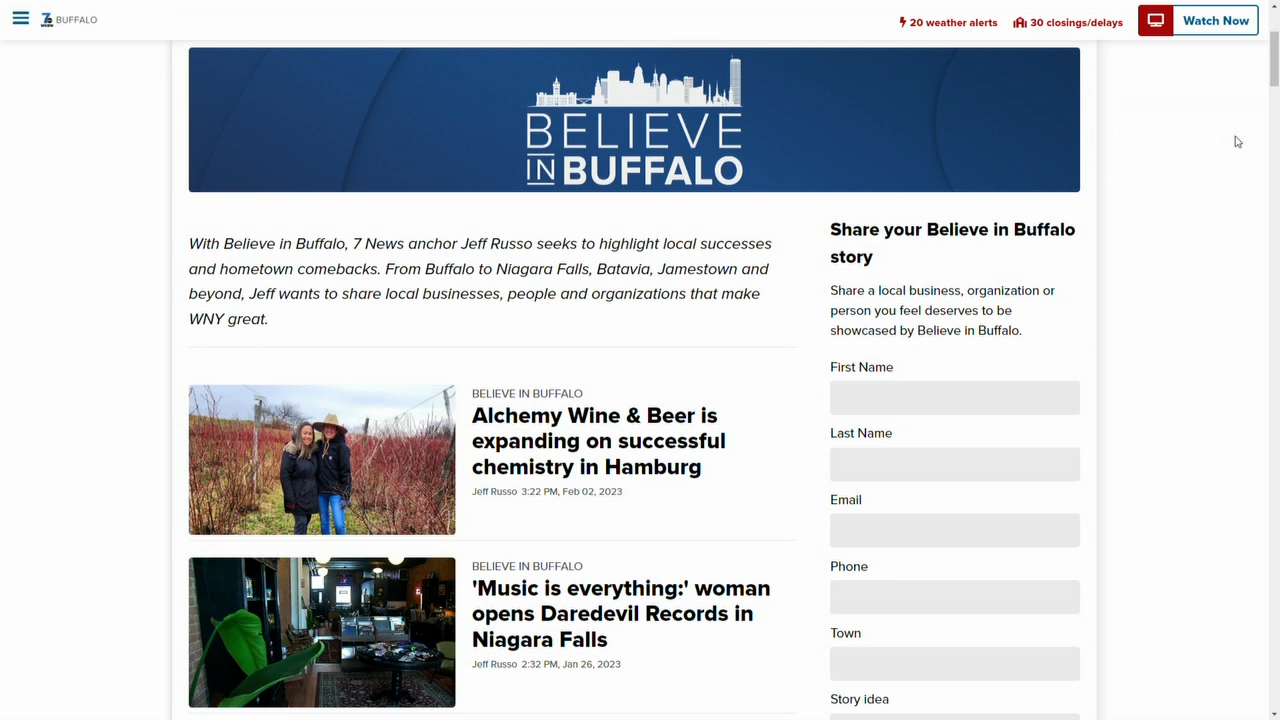 7
WKBW
BUFFALO
20 weather alerts
30 closings/delays
Watch Now
BELIEVE
IN BUFFALO
With Believe in Buffalo, 7 News anchor Jeff Russo seeks to highlight local successes
and hometown comebacks. From Buffalo to Niagara Falls, Batavia, Jamestown and
beyond, Jeff wants to share local businesses, people and organizations that make
WNY great.
BELIEVE IN BUFFALO
Alchemy Wine & Beer is
expanding on successful
chemistry in Hamburg
Jeff Russo 3:22 PM, Feb 02, 2023
BELIEVE IN BUFFALO
'Music is everything:' woman
opens Daredevil Records in
Niagara Falls
Jeff Russo 2:32 PM, Jan 26, 2023
Share your Believe in Buffalo
story
Share a local business, organization or
person you feel deserves to be
showcased by Believe in Buffalo.
First Name
Last Name
Email
Phone
Town
Story idea